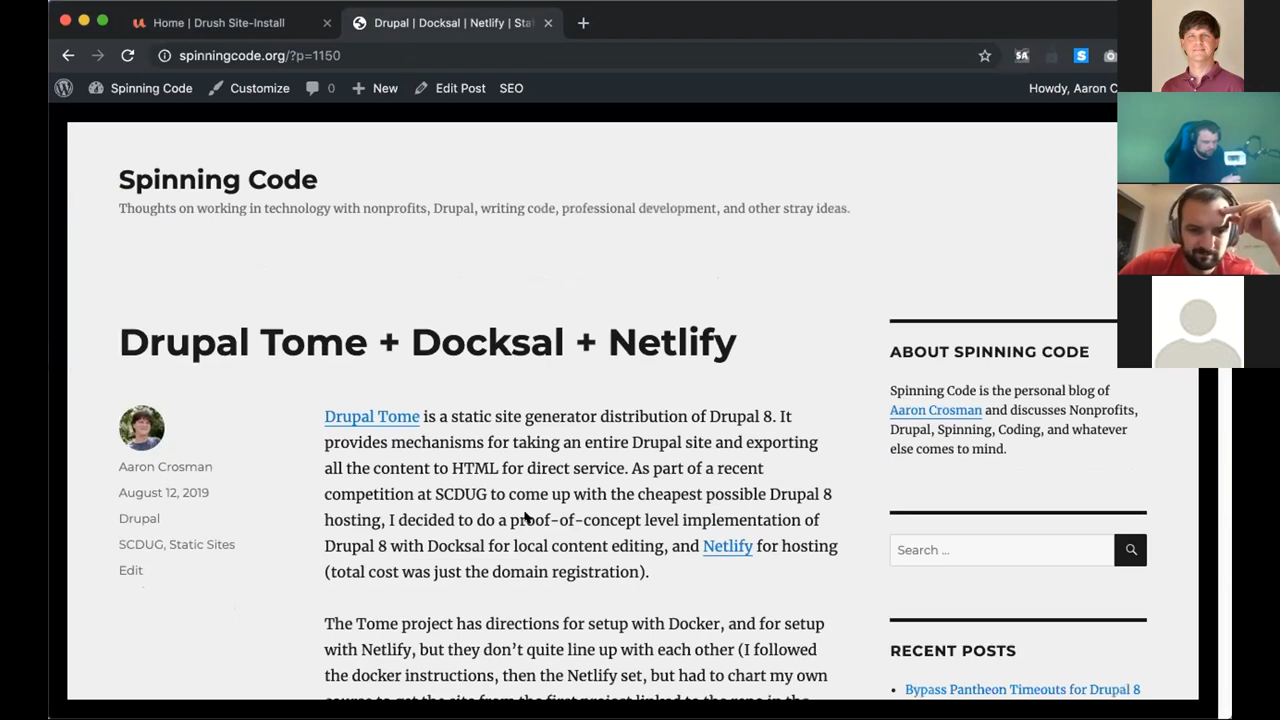 Home | Drush Site-Install
Drupal | Docksal | Netlify | Sta
spinningcode.org/?p=1150
Spinning Code
Customize
0
New
Edit Post
SEO
Howdy, Aaron C
Spinning Code
Thoughts on working in technology with nonprofits, Drupal, writing code, professional development, and other stray ideas.
Drupal Tome + Docksal + Netlify
Aaron Crosman
August 12, 2019
Drupal
SCDUG, Static Sites
Edit
Drupal Tome is a static site generator distribution of Drupal 8. It
provides mechanisms for taking an entire Drupal site and exporting
all the content to HTML for direct service. As part of a recent
competition at SCDUG to come up with the cheapest possible Drupal 8
hosting, I decided to do a proof-of-concept level implementation of
Drupal 8 with Docksal for local content editing, and Netlify for hosting
(total cost was just the domain registration).
The Tome project has directions for setup with Docker, and for setup
with Netlify, but they don't quite line up with each other (I followed
the docker instructions, then the Netlify set, but had to chart my own
ABOUT SPINNING CODE
Spinning Code is the personal blog of
Aaron Crosman and discusses Nonprofits,
Drupal, Spinning, Coding, and whatever
else comes to mind.
Search …
RECENT POSTS
Bypass Pantheon Timeouts for Drupal 8